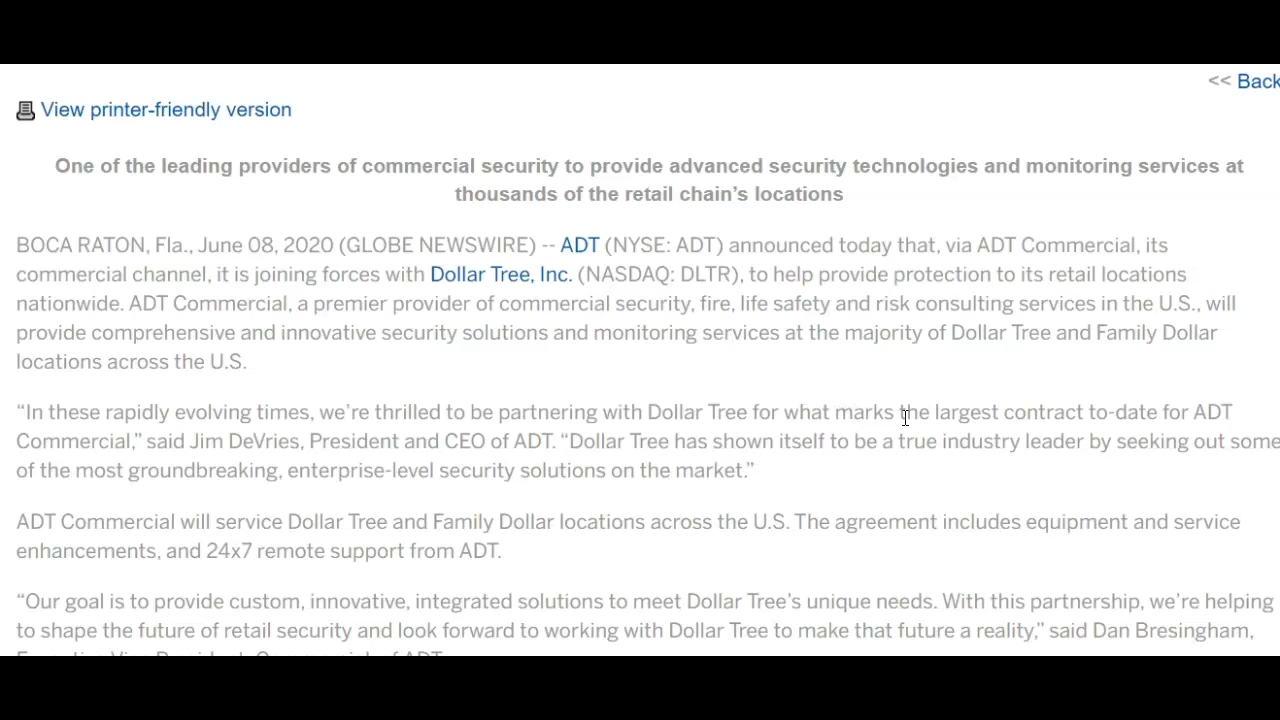 << Back
View printer-friendly version
One of the leading providers of commercial security to provide advanced security technologies and monitoring services at
thousands of the retail chain’s locations
BOCA RATON, Fla., June 08, 2020 (GLOBE NEWSWIRE) -- ADT (NYSE: ADT) announced today that, via ADT Commercial, its
commercial channel, it is joining forces with Dollar Tree, Inc. (NASDAQ: DLTR), to help provide protection to its retail locations
nationwide. ADT Commercial, a premier provider of commercial security, fire, life safety and risk consulting services in the U.S., will
provide comprehensive and innovative security solutions and monitoring services at the majority of Dollar Tree and Family Dollar
locations across the U.S.
“In these rapidly evolving times, we’re thrilled to be partnering with Dollar Tree for what marks the largest contract to-date for ADT
Commercial,” said Jim DeVries, President and CEO of ADT. “Dollar Tree has shown itself to be a true industry leader by seeking out some
of the most groundbreaking, enterprise-level security solutions on the market.”
ADT Commercial will service Dollar Tree and Family Dollar locations across the U.S. The agreement includes equipment and service
enhancements, and 24x7 remote support from ADT.
“Our goal is to provide custom, innovative, integrated solutions to meet Dollar Tree’s unique needs. With this partnership, we’re helping
to shape the future of retail security and look forward to working with Dollar Tree to make that future a reality,” said Dan Bresingham,
Executive Vice President, Commercial, of ADT